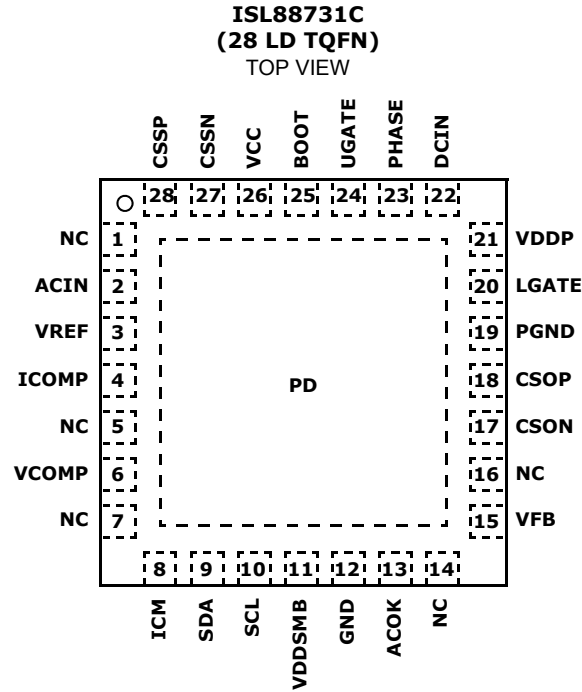 ISL88731C
(28 LD TQFN)
TOP VIEW
CSSP
CSSN
VCC
BOOT
UGATE
PHASE
DCIN
28 27 26 25 24 23 22
NC 1
ACIN 2
VREF 3
ICOMP 4
NC 5
VCOMP 6
NC 7
PD
21 VDDP
20 LGATE
19 PGND
18 CSOP
17 CSON
16 NC
15 VFB
8 9 10 11 12 13 14
ICM
SDA
SCL
VDDSMB
GND
ACOK
NC